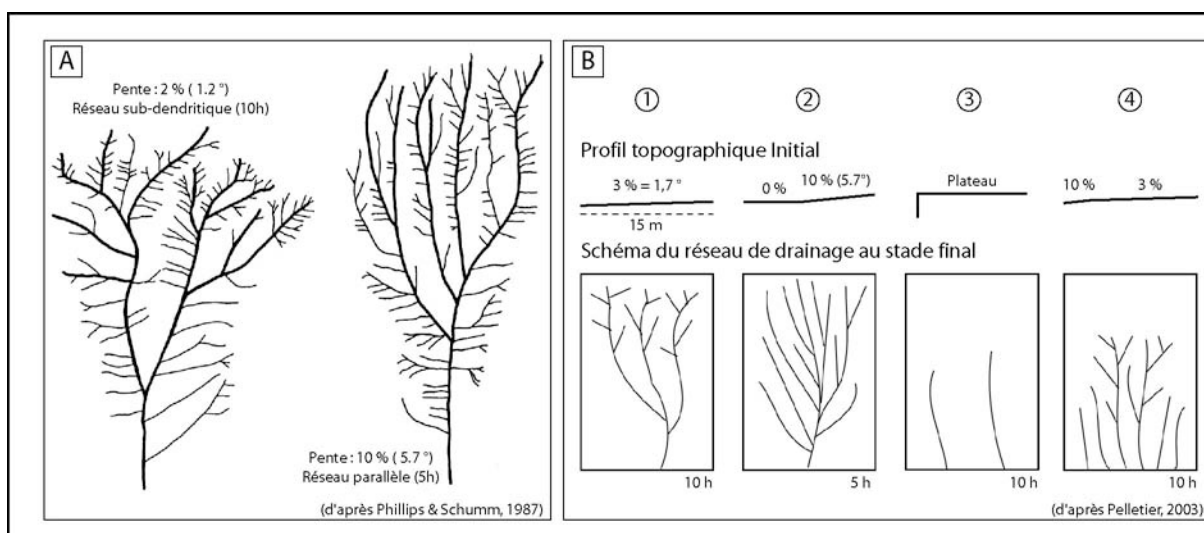 A
Pente : 2 % ( 1.2 °)
Réseau sub-dendritique (10h)
Pente : 10 % ( 5.7 °)
Réseau parallèle (5h)
(d'après Phillips & Schumm, 1987)
B
① ② ③ ④
Profil topographique Initial
3 % = 1,7 °
15 m
0 % 10 % (5.7°)
Plateau
10 % 3 %
Schéma du réseau de drainage au stade final
10 h 5 h 10 h 10 h
(d'après Pelletier, 2003)